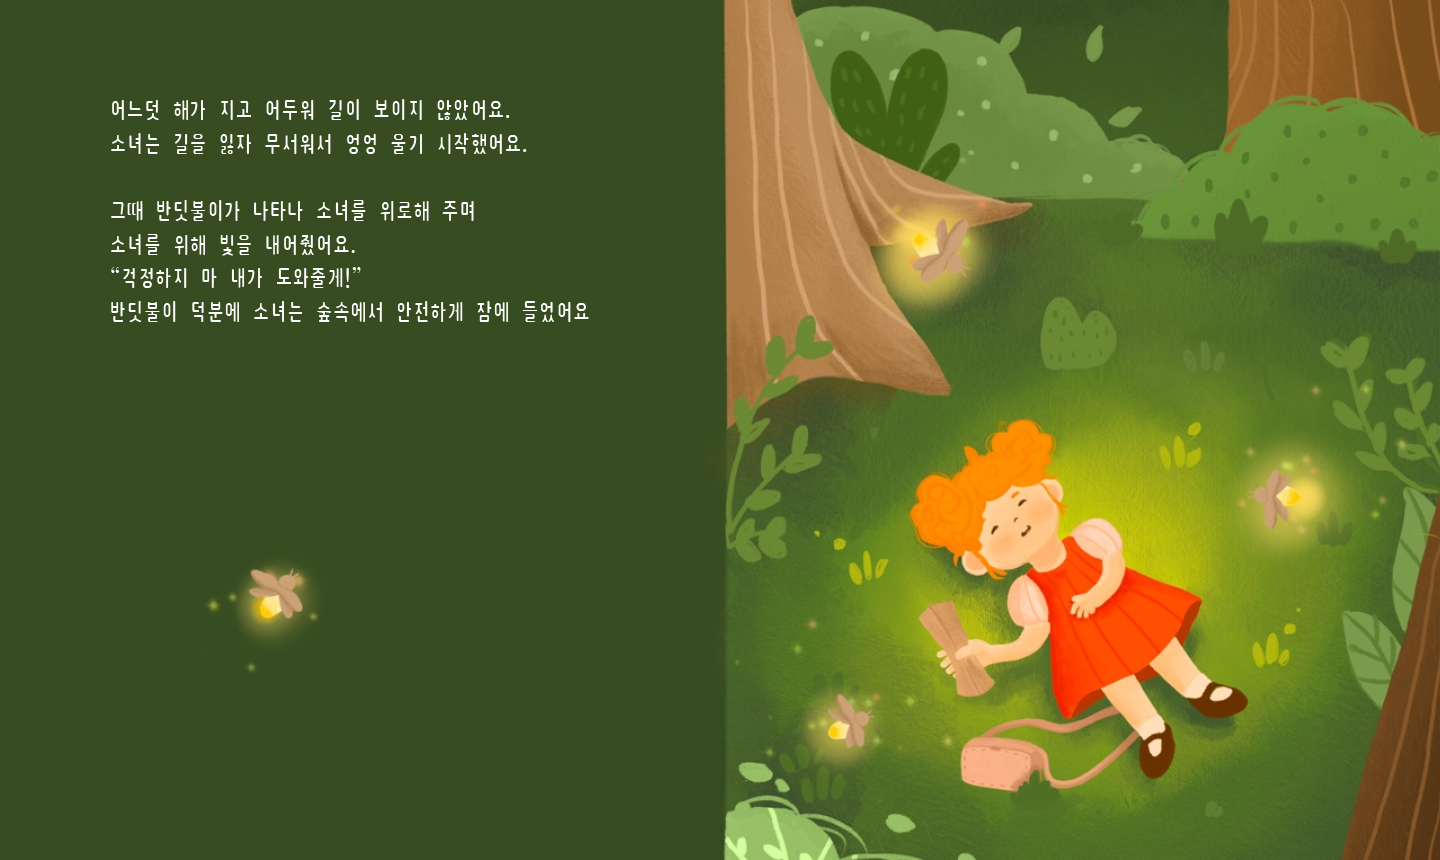 어느덧 해가 지고 어두워 길이 보이지 않았어요.
소녀는 길을 잃자 무서워서 엉엉 울기 시작했어요.
그때 반딧불이가 나타나 소녀를 위로해 주며
소녀를 위해 빛을 내어줬어요.
“걱정하지 마 내가 도와줄게!”
반딧불이 덕분에 소녀는 숲속에서 안전하게 잠에 들었어요